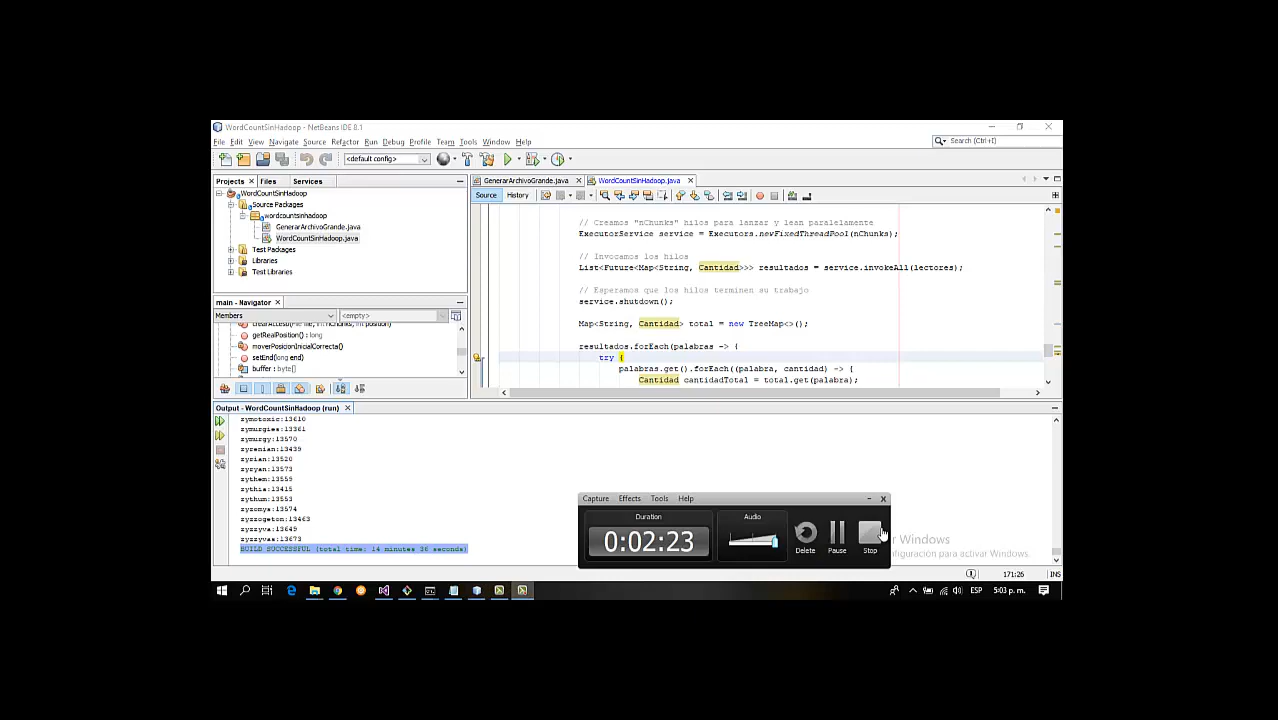 WordCountSinHadoop - NetBeans IDE 8.1
File Edit View Navigate Source Refactor Run Debug Profile Team Tools Window Help
Search (Ctrl+I)
<default config>
Projects Files Services
WordCountSinHadoop
Source Packages
wordcountsinhadoop
GenerarArchivoGrande.java
WordCountSinHadoop.java
Test Packages
Libraries
Test Libraries
main - Navigator
Members <empty>
getRealPosition() : long
moverPosicionInicialCorrecta()
setEnd(long end)
buffer : byte[]
GenerarArchivoGrande.java WordCountSinHadoop.java
Source History
// Creamos "nChunks" hilos para lanzar y lean paralelamente
ExecutorService service = Executors.newFixedThreadPool(nChunks);
// Invocamos los hilos
List<Future<Map<String, Cantidad>>> resultados = service.invokeAll(lectores);
// Esperamos que los hilos terminen su trabajo
service.shutdown();
Map<String, Cantidad> total = new TreeMap<>();
resultados.forEach(palabras -> {
try {
palabras.get().forEach((palabra, cantidad) -> {
Cantidad cantidadTotal = total.get(palabra);
Output - WordCountSinHadoop (run)
zymotoxic:13610
zymurgies:13361
zymurgy:13570
zyrenian:13439
zyrian:13520
zyryan:13573
zythem:13559
zythia:13415
zythum:13553
zyzomys:13574
zyzzogeton:13463
zyzzyva:13649
zyzzyvas:13673
BUILD SUCCESSFUL (total time: 14 minutes 36 seconds)
Capture Effects Tools Help
Duration Audio
0:02:23
Delete Pause Stop
r Windows
nfiguración para activar Windows.
171:26 INS
ESP 5:03 p. m.